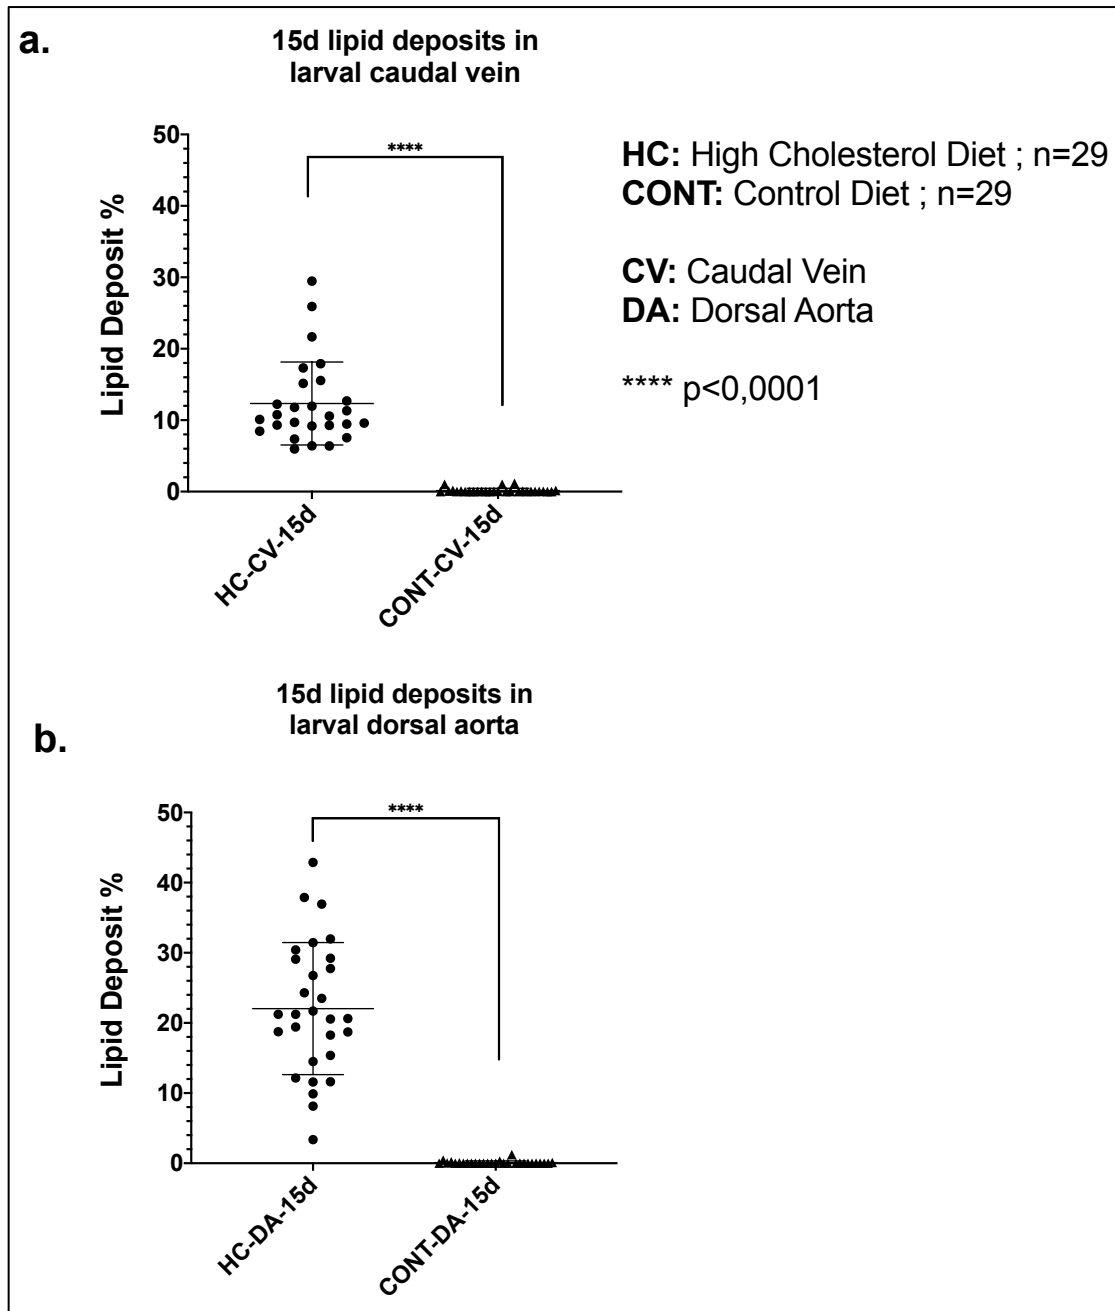 a.
15d lipid deposits in
larval caudal vein
50
40
30
20
10
0
Lipid Deposit %
****
HC-CV-15d
CONT-CV-15d
HC: High Cholesterol Diet ; n=29
CONT: Control Diet ; n=29
CV: Caudal Vein
DA: Dorsal Aorta
**** p<0,0001
b.
15d lipid deposits in
larval dorsal aorta
50
40
30
20
10
0
Lipid Deposit %
****
HC-DA-15d
CONT-DA-15d